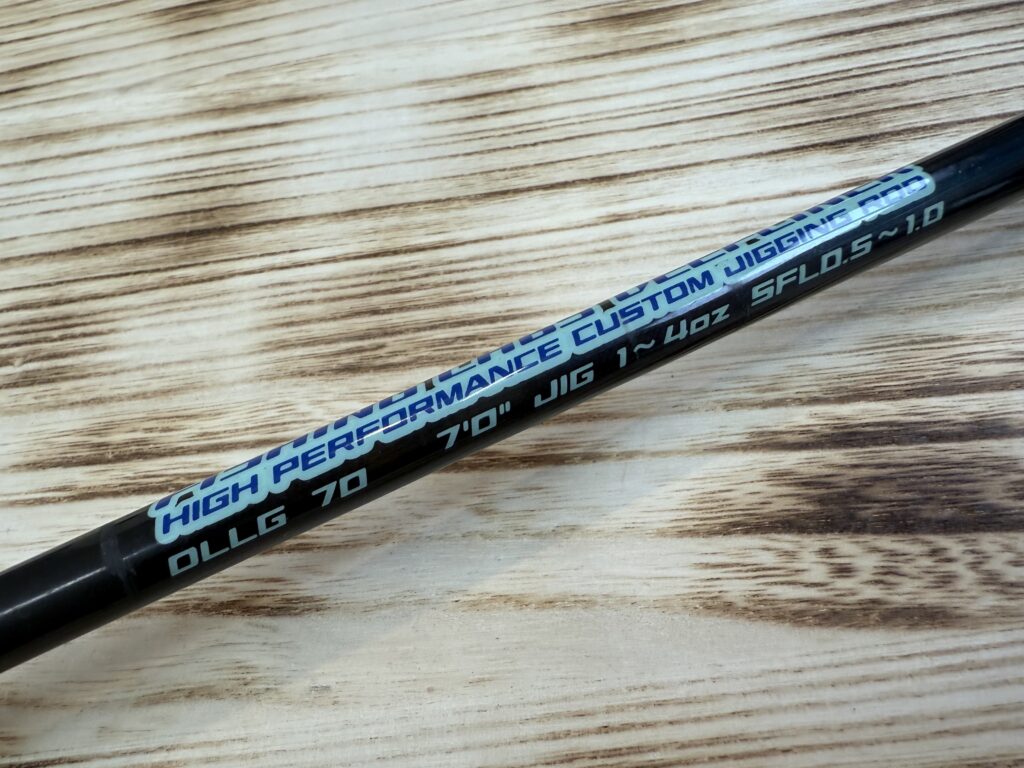 HIGH PERFORMANCE CUSTOM JIGGING ROD
OLLG 70 7'0" JIG 1~4oz SFL0.5~1.0